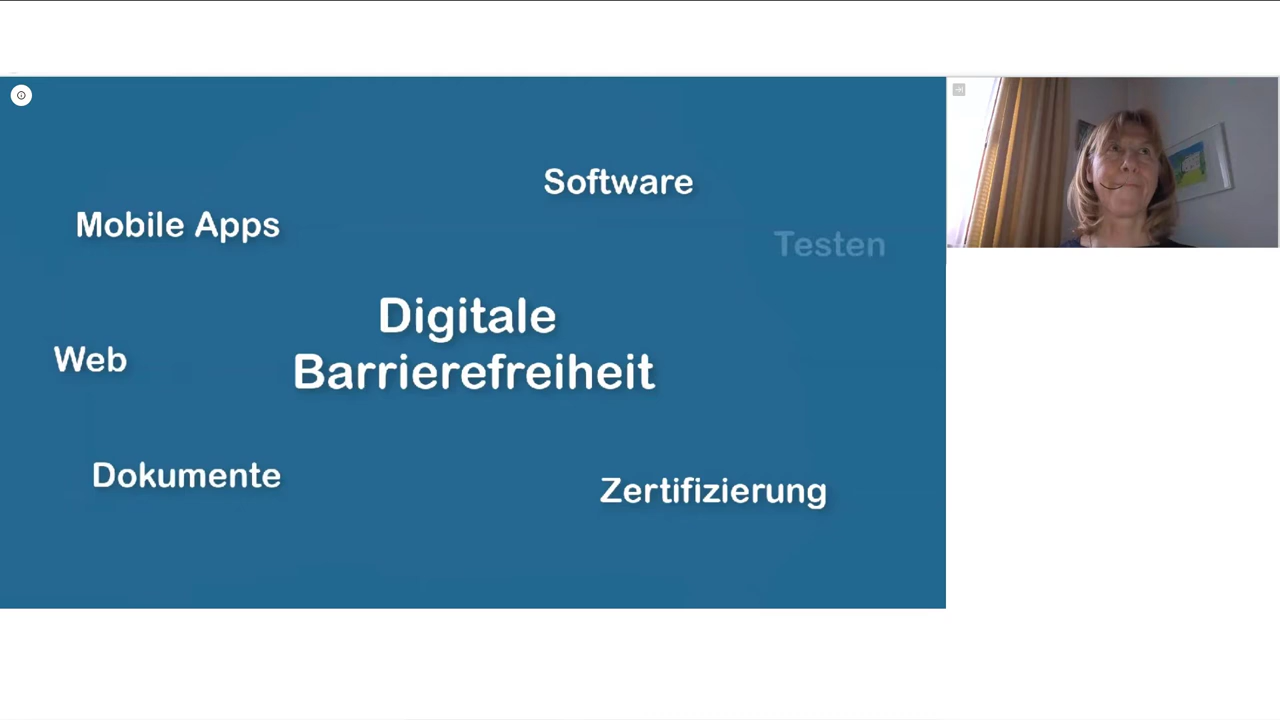 Software
Mobile Apps
Testen
Digitale
Barrierefreiheit
Web
Dokumente
Zertifizierung